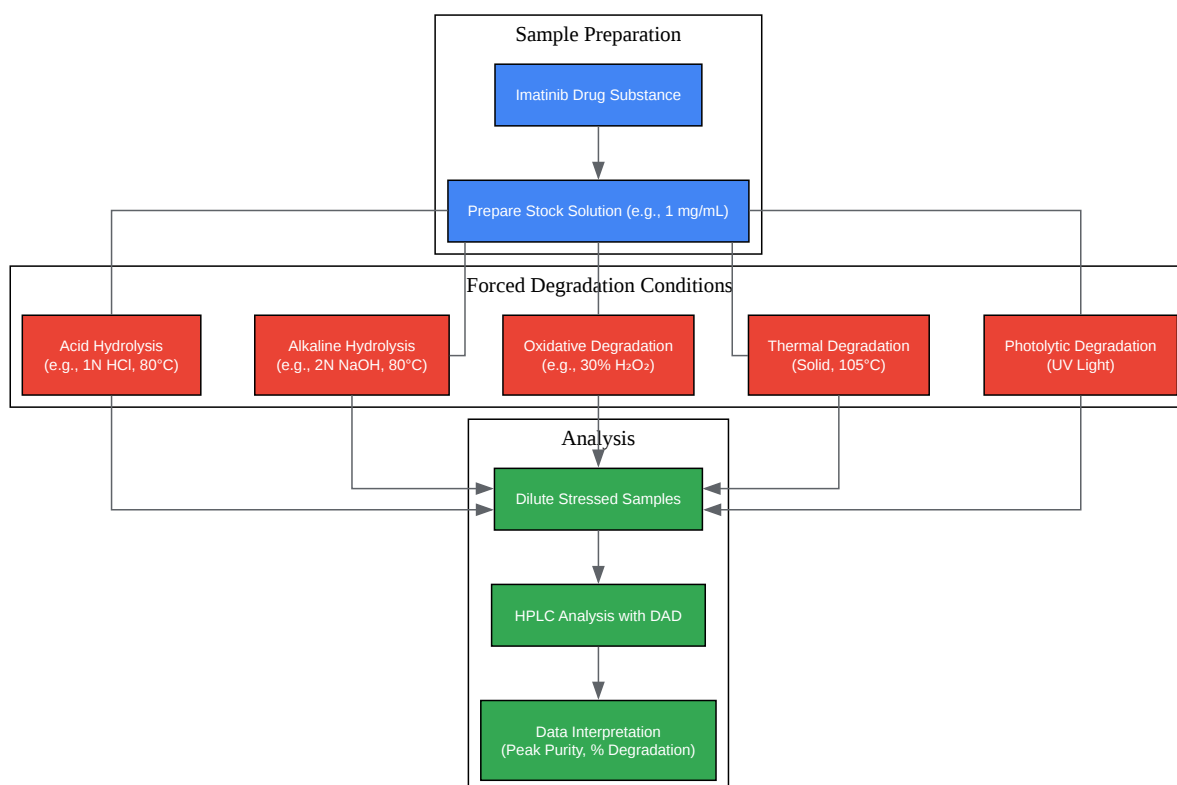 Sample Preparation
Imatinib Drug Substance
Prepare Stock Solution (e.g., 1 mg/mL)
Forced Degradation Conditions
Acid Hydrolysis
(e.g., 1N HCl, 80°C)
Alkaline Hydrolysis
(e.g., 2N NaOH, 80°C)
Oxidative Degradation
(e.g., 30% H₂O₂)
Thermal Degradation
(Solid, 105°C)
Photolytic Degradation
(UV Light)
Analysis
Dilute Stressed Samples
HPLC Analysis with DAD
Data Interpretation
(Peak Purity, % Degradation)